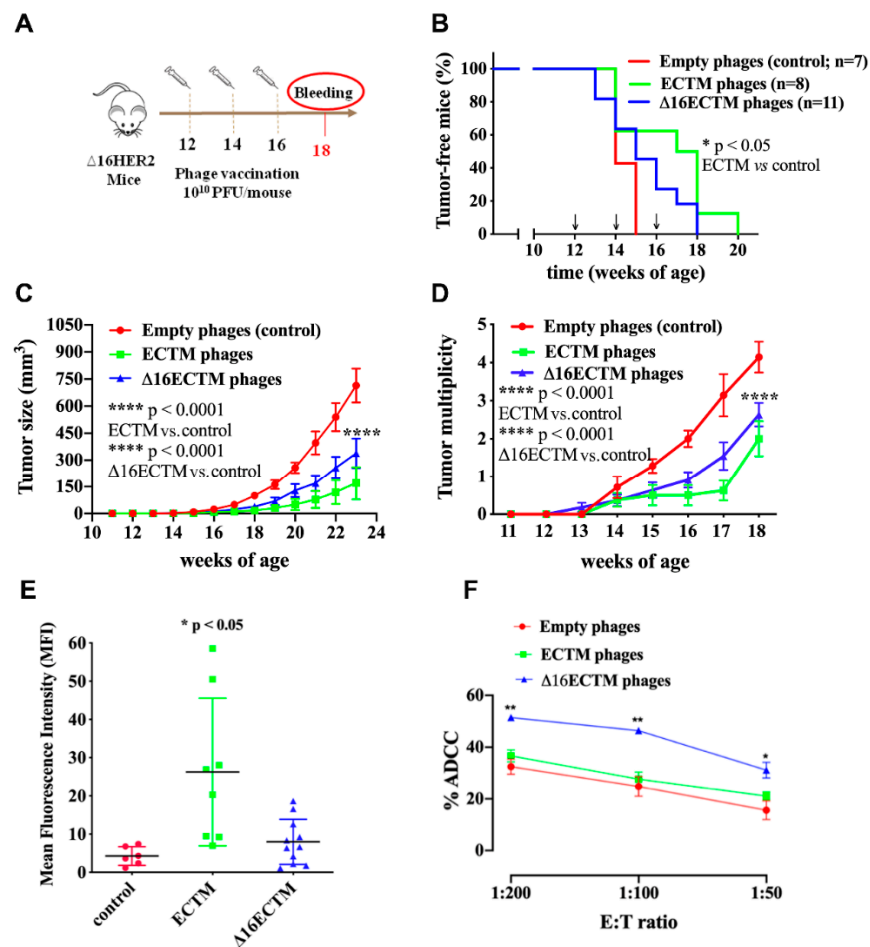 A
Bleeding
12
14
16
18
Δ16HER2
Mice
Phage vaccination
10¹⁰ PFU/mouse
B
Tumor-free mice (%)
100
80
60
40
20
0
10
12
14
16
18
20
time (weeks of age)
Empty phages (control; n=7)
ECTM phages (n=8)
Δ16ECTM phages (n=11)
* p < 0.05
ECTM vs control
C
Tumor size (mm³)
1050
900
750
600
450
300
150
0
10
12
14
16
18
20
22
24
weeks of age
Empty phages (control)
ECTM phages
Δ16ECTM phages
**** p < 0.0001
ECTM vs. control
**** p < 0.0001
Δ16ECTM vs. control
****
D
Tumor multiplicity
5
4
3
2
1
0
11
12
13
14
15
16
17
18
weeks of age
Empty phages (control)
ECTM phages
Δ16ECTM phages
**** p < 0.0001
ECTM vs. control
**** p < 0.0001
Δ16ECTM vs. control
****
E
Mean Fluorescence Intensity (MFI)
60
50
40
30
20
10
0
* p < 0.05
control
ECTM
Δ16ECTM
F
Empty phages
ECTM phages
Δ16ECTM phages
% ADCC
60
40
20
0
**
**
*
1:200
1:100
1:50
E:T ratio